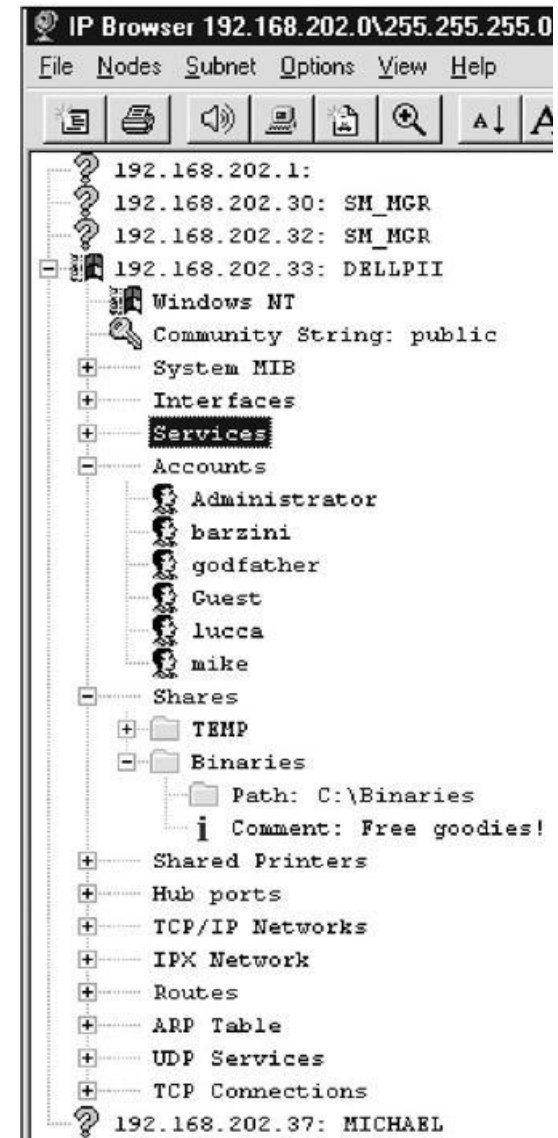 IP Browser 192.168.202.0\255.255.255.0
File Nodes Subnet Options View Help
A A
192.168.202.1:
192.168.202.30: SM_MGR
192.168.202.32: SM_MGR
192.168.202.33: DELLPII
Windows NT
Community String: public
System MIB
Interfaces
Services
Accounts
Administrator
barzini
godfather
Guest
lucca
mike
Shares
TEMP
Binaries
Path: C:\Binaries
Comment: Free goodies!
Shared Printers
Hub ports
TCP/IP Networks
IPX Network
Routes
ARP Table
UDP Services
TCP Connections
192.168.202.37: MICHAEL